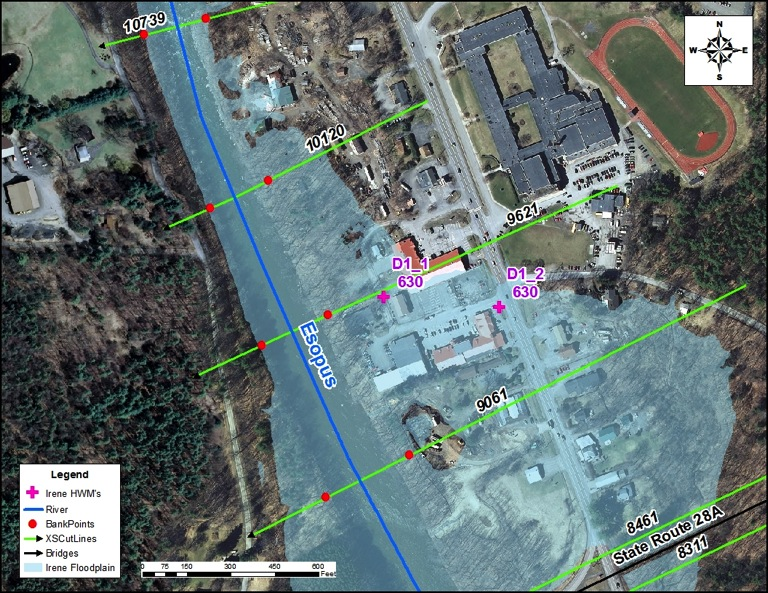 10739
N
W E
S
10120
9621
D1_1
630
D1_2
630
Esopus
9061
Legend
Irene HWM's
River
BankPoints
XSCutLines
Bridges
Irene Floodplain
0 75 150 300 450 600
Feet
8461
State Route 28A
8311